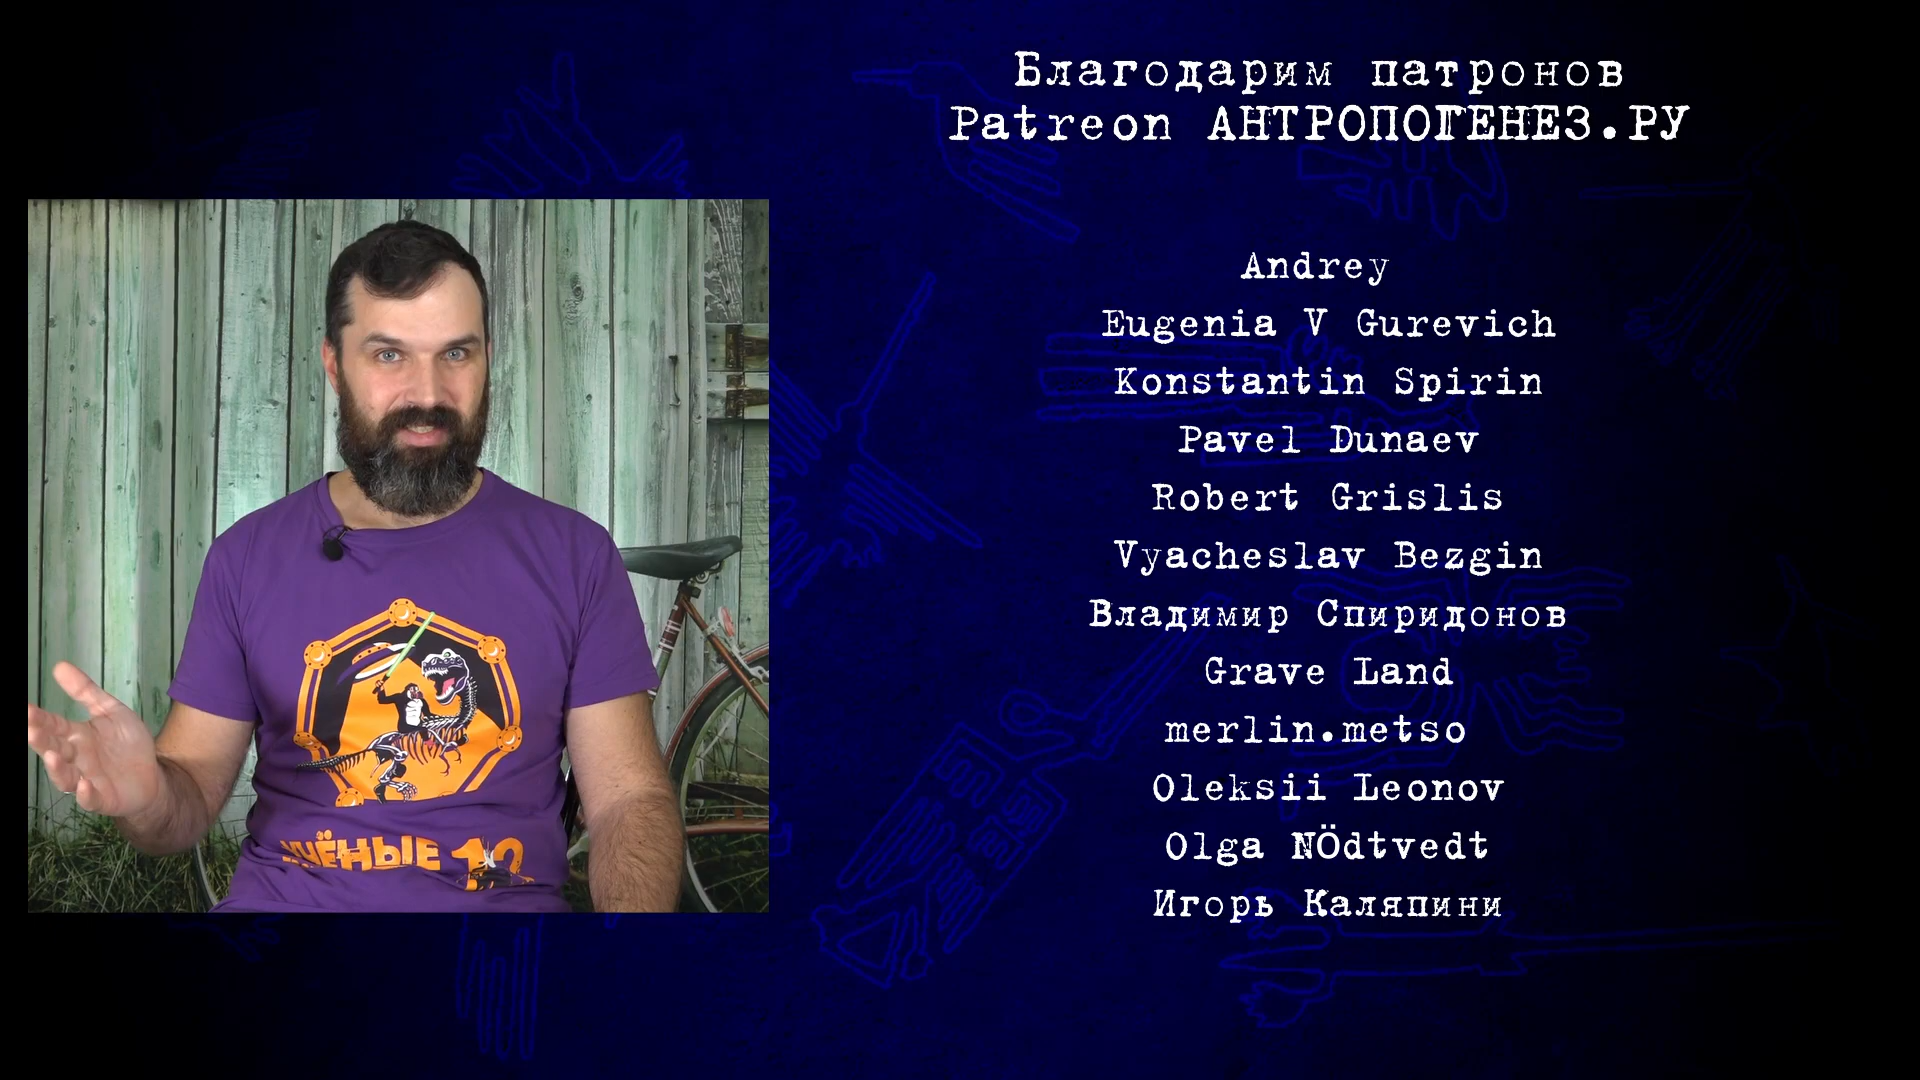 Благодарим патронов
Patreon АНТРОПОГЕНЕЗ.РУ
Andrey
Eugenia V Gurevich
Konstantin Spirin
Pavel Dunaev
Robert Grislis
Vyacheslav Bezgin
Владимир Спиридонов
Grave Land
merlin.metso
Oleksii Leonov
Olga NÖdtvedt
Игорь Каляпини
УЧЁНЫЕ